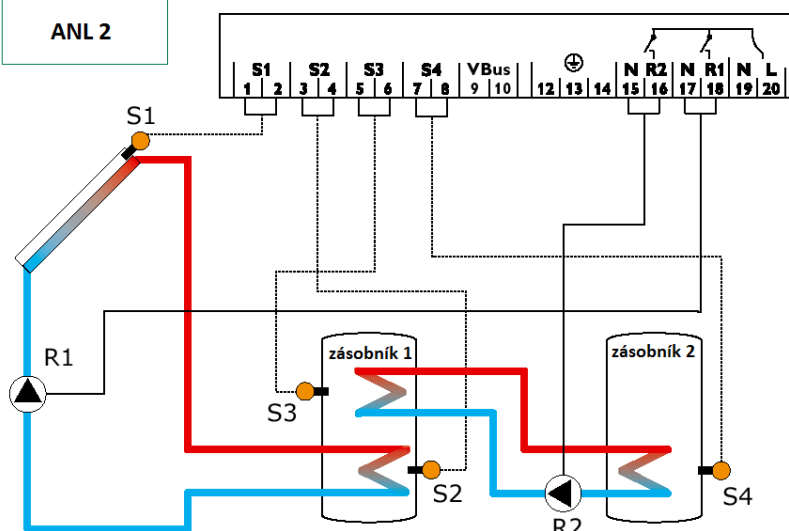 ANL 2
S1 S2 S3 S4 VBus N R2 N R1 N L
1 2 3 4 5 6 7 8 9 10 12 13 14 15 16 17 18 19 20
S1
R1
zásobník 1
zásobník 2
S3
S2
S4
R2